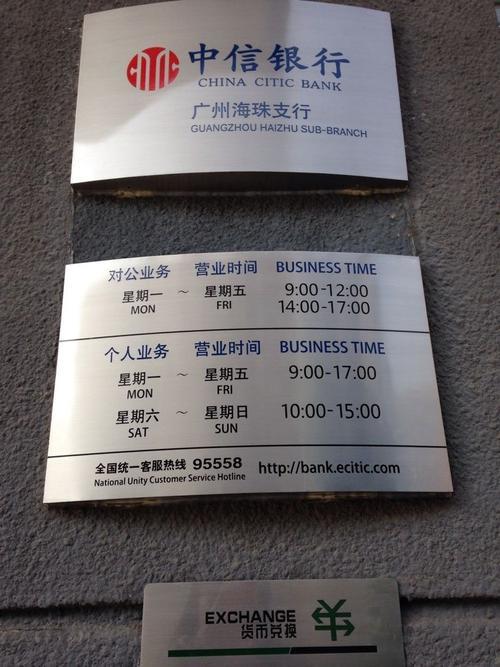 中信银行
CHINA CITIC BANK
广州海珠支行
GUANGZHOU HAIZHU SUB-BRANCH
对公业务 营业时间 BUSINESS TIME
星期一 ~ 星期五 9:00-12:00
MON FRI 14:00-17:00
个人业务 营业时间 BUSINESS TIME
星期一 ~ 星期五 9:00-17:00
MON FRI
星期六 ~ 星期日 10:00-15:00
SAT SUN
全国统一客服热线 95558 http://bank.ecitic.com
National Unity Customer Service Hotline
EXCHANGE
货币兑换